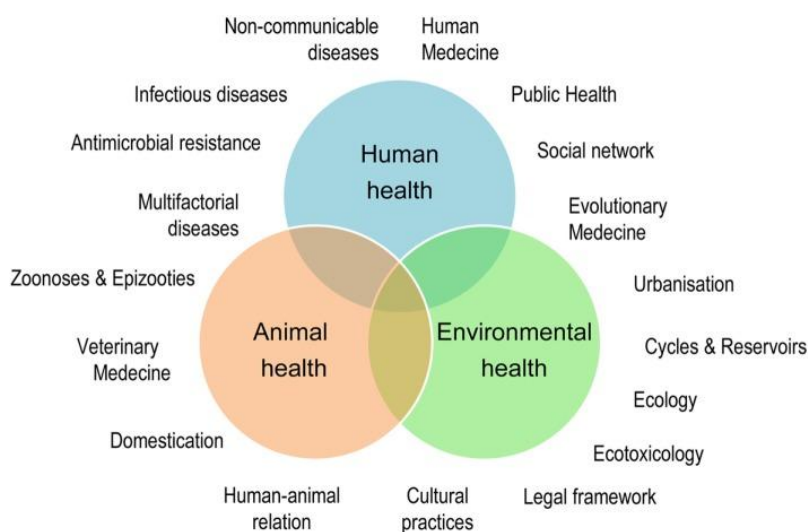 Non-communicable
diseases
Human
Medecine
Infectious diseases
Public Health
Antimicrobial resistance
Social network
Human
health
Multifactorial
diseases
Evolutionary
Medecine
Zoonoses & Epizooties
Urbanisation
Veterinary
Medecine
Animal
health
Environmental
health
Cycles & Reservoirs
Ecology
Domestication
Ecotoxicology
Human-animal
relation
Cultural
practices
Legal framework